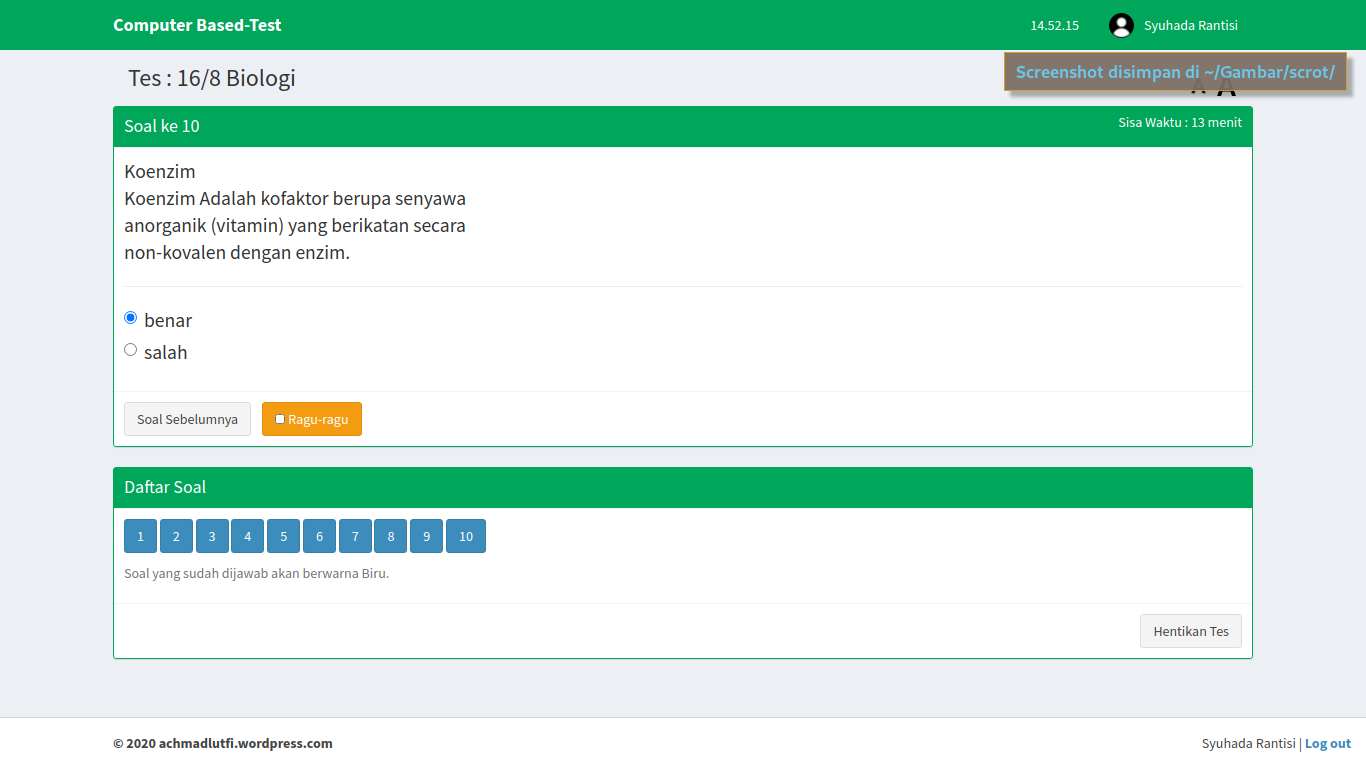 Computer Based-Test
14.52.15
Syuhada Rantisi
Tes : 16/8 Biologi
Screenshot disimpan di ~/Gambar/scrot/
A A
Soal ke 10
Sisa Waktu : 13 menit
Koenzim
Koenzim Adalah kofaktor berupa senyawa
anorganik (vitamin) yang berikatan secara
non-kovalen dengan enzim.
benar
salah
Soal Sebelumnya
Ragu-ragu
Daftar Soal
1 2 3 4 5 6 7 8 9 10
Soal yang sudah dijawab akan berwarna Biru.
Hentikan Tes
© 2020 achmadlutfi.wordpress.com
Syuhada Rantisi | Log out